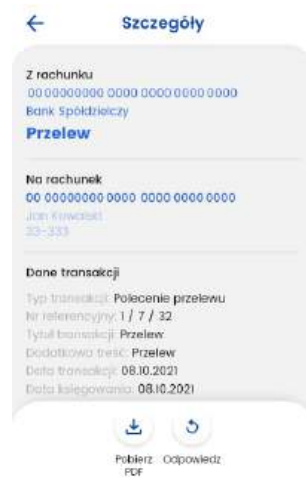 Szczegóły
Z rachunku
00 00000000 0000 0000 0000 0000
Bank Spółdzielczy
Przelew
Na rachunek
00 00000000 0000 0000 0000 0000
Jan Kowalski
33-333
Dane transakcji
Typ transakcji: Polecenie przelewu
Nr referencyjny: 1 / 7 / 32
Tytuł transakcji: Przelew
Dodatkowa treść: Przelew
Data transakcji: 08.10.2021
Data księgowania: 08.10.2021
Pobierz Odpowiedz
PDF